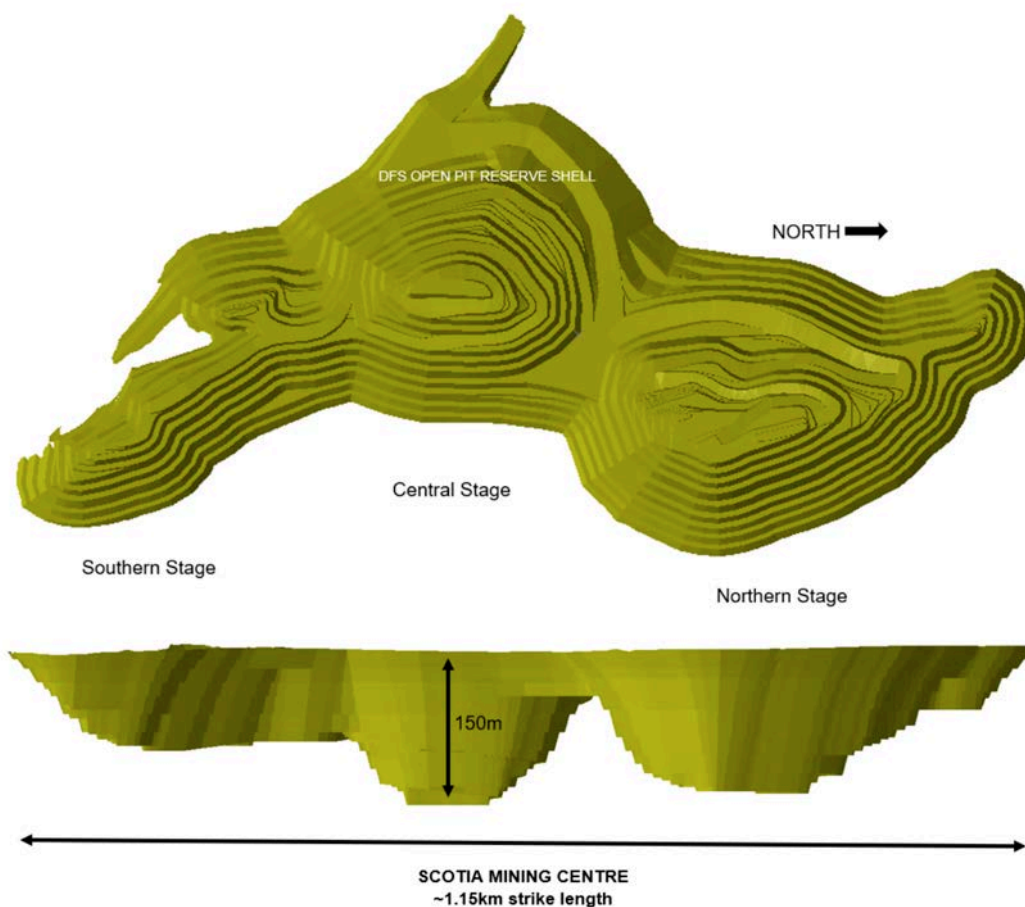 DFS OPEN PIT RESERVE SHELL
NORTH
Central Stage
Southern Stage
Northern Stage
150m
SCOTIA MINING CENTRE
~1.15km strike length